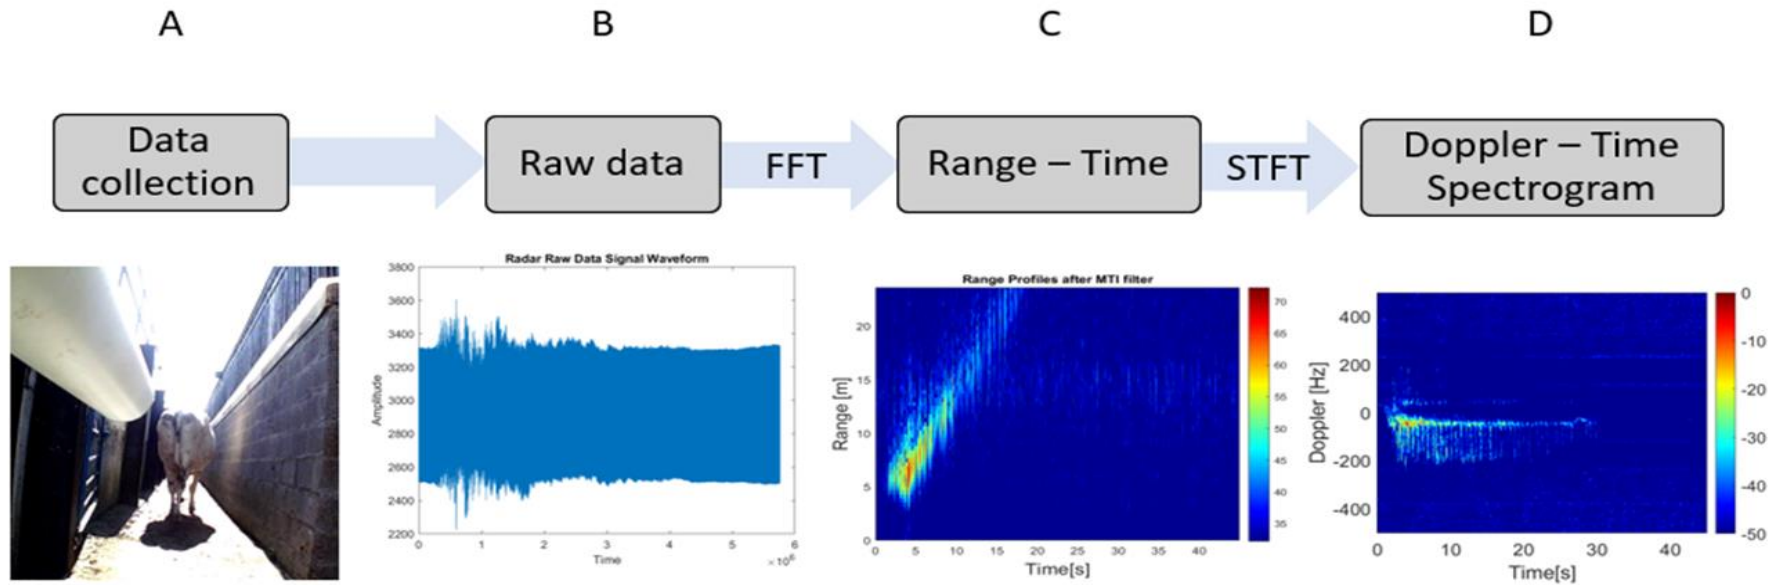 A
B
C
D
Data
collection
Raw data
FFT
Range – Time
STFT
Doppler – Time
Spectrogram
Radar Raw Data Signal Waveform
3800
3600
3400
3200
3000
2800
2600
2400
2200
Amplitude
0 1 2 3 4 5 6
Time
×10⁶
Range Profiles after MTI filter
20
15
10
5
0
Range [m]
0 5 10 15 20 25 30 35 40
Time[s]
70
65
60
55
50
45
40
35
400
200
0
-200
-400
Doppler [Hz]
0 10 20 30 40
Time[s]
0
-10
-20
-30
-40
-50